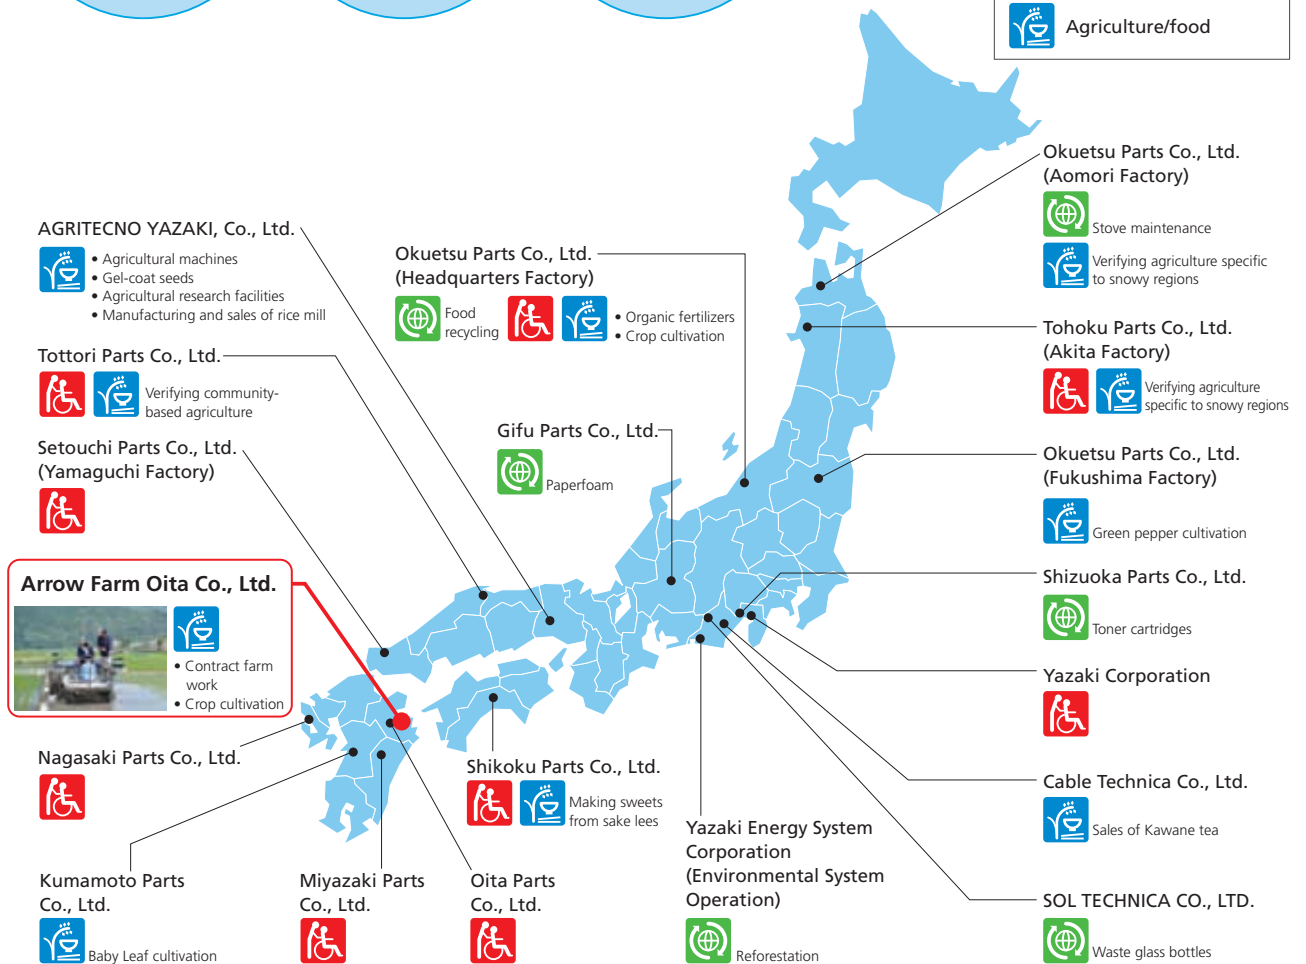 Agriculture/food
Okuetsu Parts Co., Ltd.
(Aomori Factory)
Stove maintenance
Verifying agriculture specific
to snowy regions
AGRITECNO YAZAKI, Co., Ltd.
• Agricultural machines
• Gel-coat seeds
• Agricultural research facilities
• Manufacturing and sales of rice mill
Okuetsu Parts Co., Ltd.
(Headquarters Factory)
Food
recycling
• Organic fertilizers
• Crop cultivation
Tohoku Parts Co., Ltd.
(Akita Factory)
Verifying agriculture
specific to snowy regions
Tottori Parts Co., Ltd.
Verifying community-
based agriculture
Gifu Parts Co., Ltd.
Paperfoam
Setouchi Parts Co., Ltd.
(Yamaguchi Factory)
Okuetsu Parts Co., Ltd.
(Fukushima Factory)
Green pepper cultivation
Arrow Farm Oita Co., Ltd.
• Contract farm
work
• Crop cultivation
Shizuoka Parts Co., Ltd.
Toner cartridges
Yazaki Corporation
Nagasaki Parts Co., Ltd.
Shikoku Parts Co., Ltd.
Making sweets
from sake lees
Cable Technica Co., Ltd.
Sales of Kawane tea
Yazaki Energy System
Corporation
(Environmental System
Operation)
Reforestation
Kumamoto Parts
Co., Ltd.
Baby Leaf cultivation
Miyazaki Parts
Co., Ltd.
Oita Parts
Co., Ltd.
SOL TECHNICA CO., LTD.
Waste glass bottles